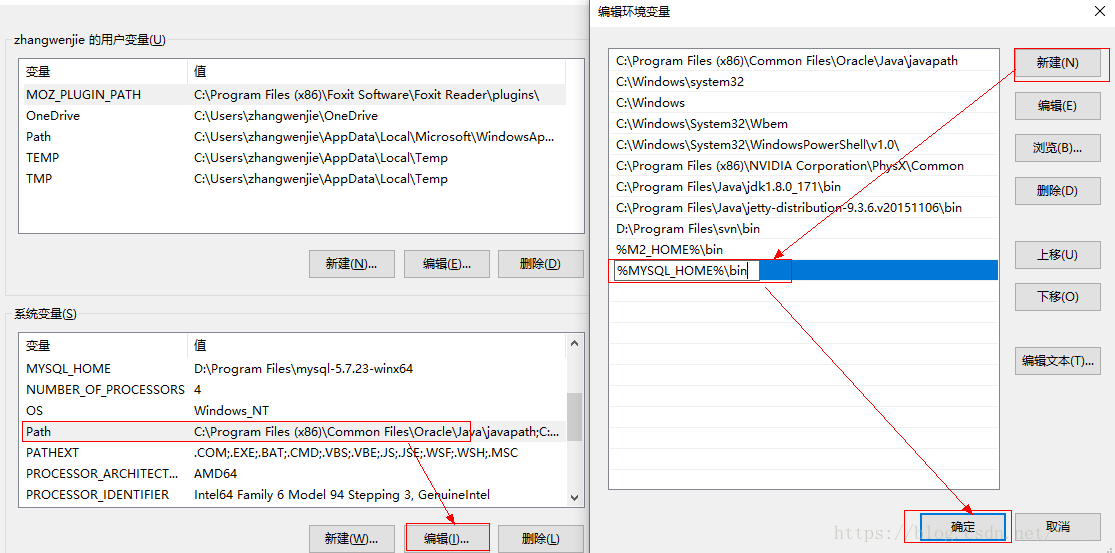 zhangwenjie 的用户变量(U)
变量 值
MOZ_PLUGIN_PATH C:\Program Files (x86)\Foxit Software\Foxit Reader\plugins\
OneDrive C:\Users\zhangwenjie\OneDrive
Path C:\Users\zhangwenjie\AppData\Local\Microsoft\WindowsAp...
TEMP C:\Users\zhangwenjie\AppData\Local\Temp
TMP C:\Users\zhangwenjie\AppData\Local\Temp
新建(N)... 编辑(E)... 删除(D)
系统变量(S)
变量 值
MYSQL_HOME D:\Program Files\mysql-5.7.23-winx64
NUMBER_OF_PROCESSORS 4
OS Windows_NT
Path C:\Program Files (x86)\Common Files\Oracle\Java\javapath;C:...
PATHEXT .COM;.EXE;.BAT;.CMD;.VBS;.VBE;.JS;.JSE;.WSF;.WSH;.MSC
PROCESSOR_ARCHITECT... AMD64
PROCESSOR_IDENTIFIER Intel64 Family 6 Model 94 Stepping 3, GenuineIntel
新建(W)... 编辑(I)... 删除(L)
编辑环境变量
C:\Program Files (x86)\Common Files\Oracle\Java\javapath
C:\Windows\system32
C:\Windows
C:\Windows\System32\Wbem
C:\Windows\System32\WindowsPowerShell\v1.0\
C:\Program Files (x86)\NVIDIA Corporation\PhysX\Common
C:\Program Files\Java\jdk1.8.0_171\bin
C:\Program Files\Java\jetty-distribution-9.3.6.v20151106\bin
D:\Program Files\svn\bin
%M2_HOME%\bin
%MYSQL_HOME%\bin
新建(N)
编辑(E)
浏览(B)...
删除(D)
上移(U)
下移(O)
编辑文本(T)...
确定 取消